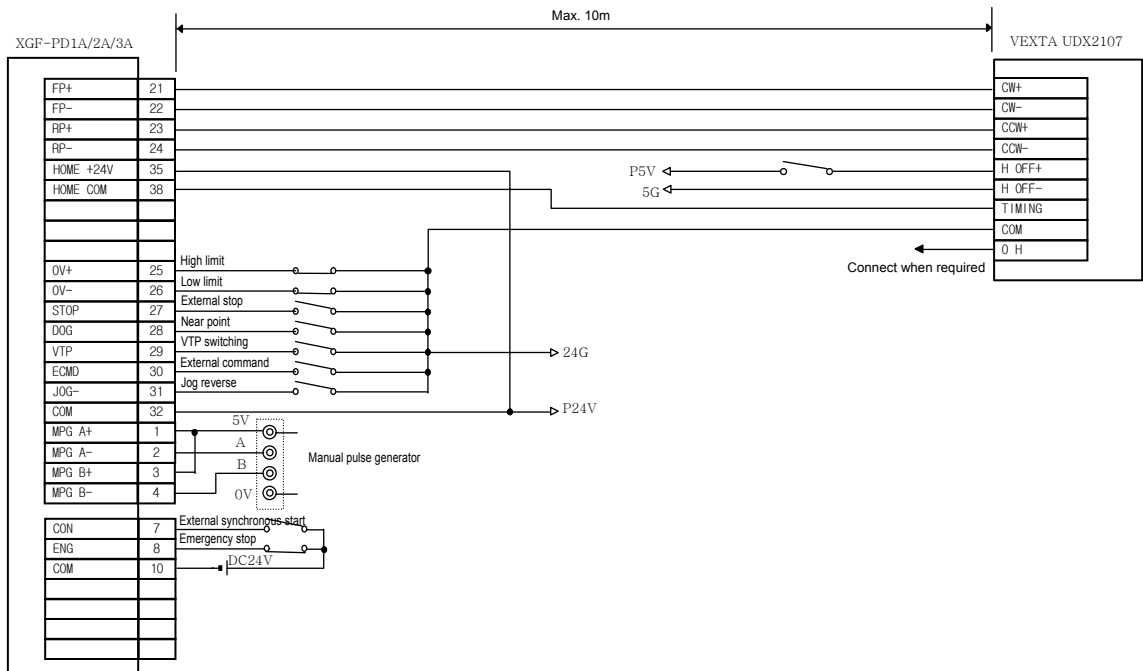 Max. 10m
XGF-PD1A/2A/3A
VEXTA UDX2107
FP+ 21 CW+
FP- 22 CW-
RP+ 23 CCW+
RP- 24 CCW-
HOME +24V 35 P5V H OFF+
HOME COM 38 5G H OFF-
TIMING
COM
O H
Connect when required
OV+ 25 High limit
OV- 26 Low limit
STOP 27 External stop
DOG 28 Near point
VTP 29 VTP switching 24G
ECMD 30 External command
JOG- 31 Jog reverse
COM 32 P24V
MPG A+ 1 5V
MPG A- 2 A
MPG B+ 3 B
MPG B- 4 0V
Manual pulse generator
CON 7 External synchronous start
ENG 8 Emergency stop
COM 10 DC24V